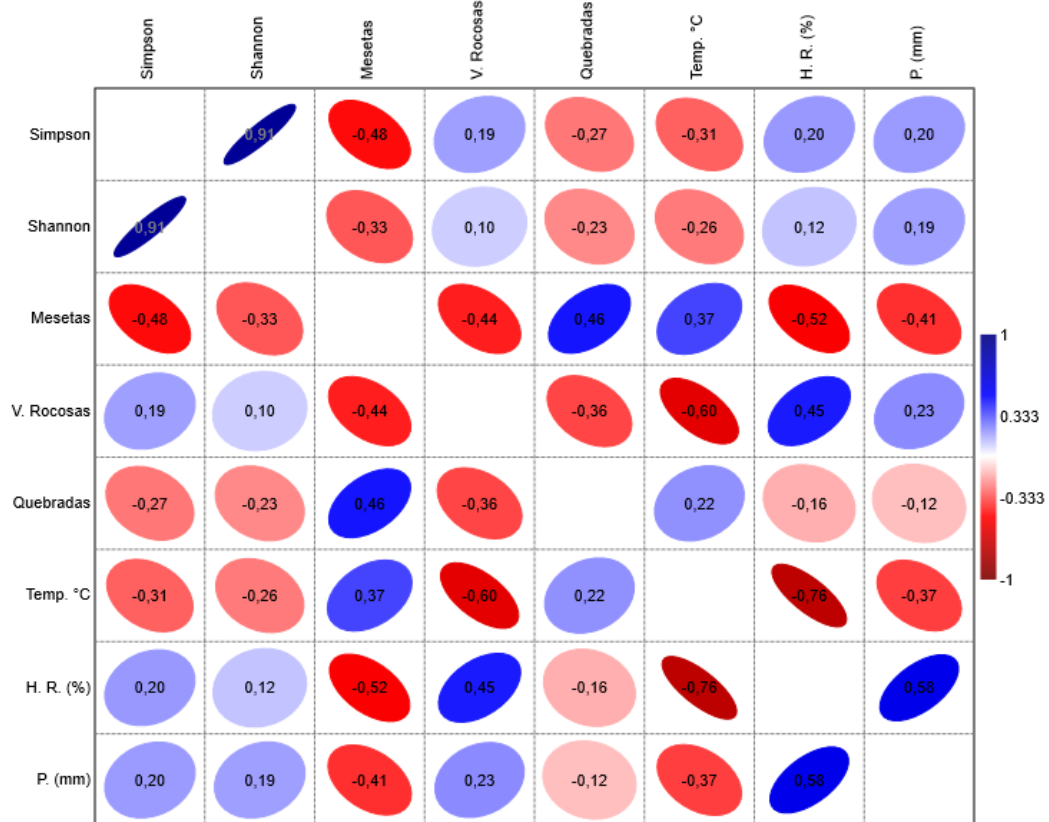 Simpson Shannon Mesetas V. Rocosas Quebradas Temp. °C H. R. (%) P. (mm)
Simpson 0,91 -0,48 0,19 -0,27 -0,31 0,20 0,20
Shannon 0,91 -0,33 0,10 -0,23 -0,26 0,12 0,19
Mesetas -0,48 -0,33 -0,44 0,46 0,37 -0,52 -0,41
V. Rocosas 0,19 0,10 -0,44 -0,36 -0,60 0,45 0,23
Quebradas -0,27 -0,23 0,46 -0,36 0,22 -0,16 -0,12
Temp. °C -0,31 -0,26 0,37 -0,60 0,22 -0,76 -0,37
H. R. (%) 0,20 0,12 -0,52 0,45 -0,16 -0,76 0,58
P. (mm) 0,20 0,19 -0,41 0,23 -0,12 -0,37 0,58
1
0.333
-0.333
-1